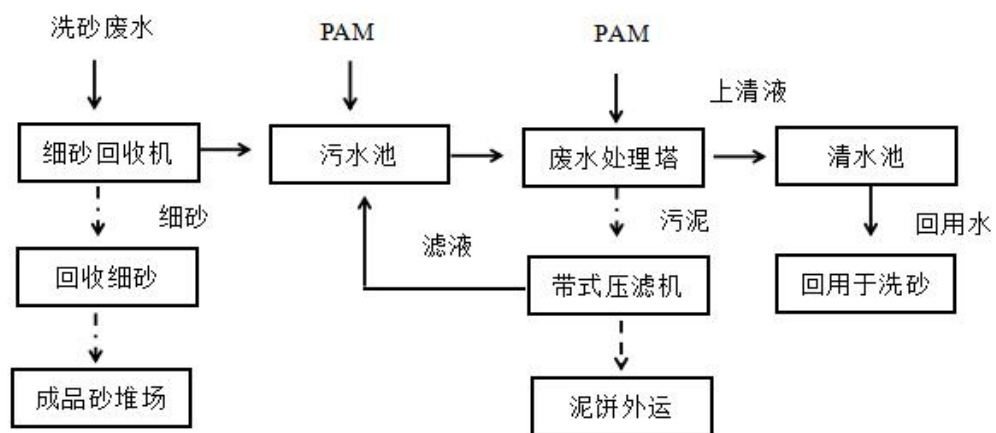 洗砂废水
PAM
PAM
上清液
细砂回收机
污水池
废水处理塔
清水池
细砂
污泥
回用水
滤液
回收细砂
带式压滤机
回用于洗砂
成品砂堆场
泥饼外运